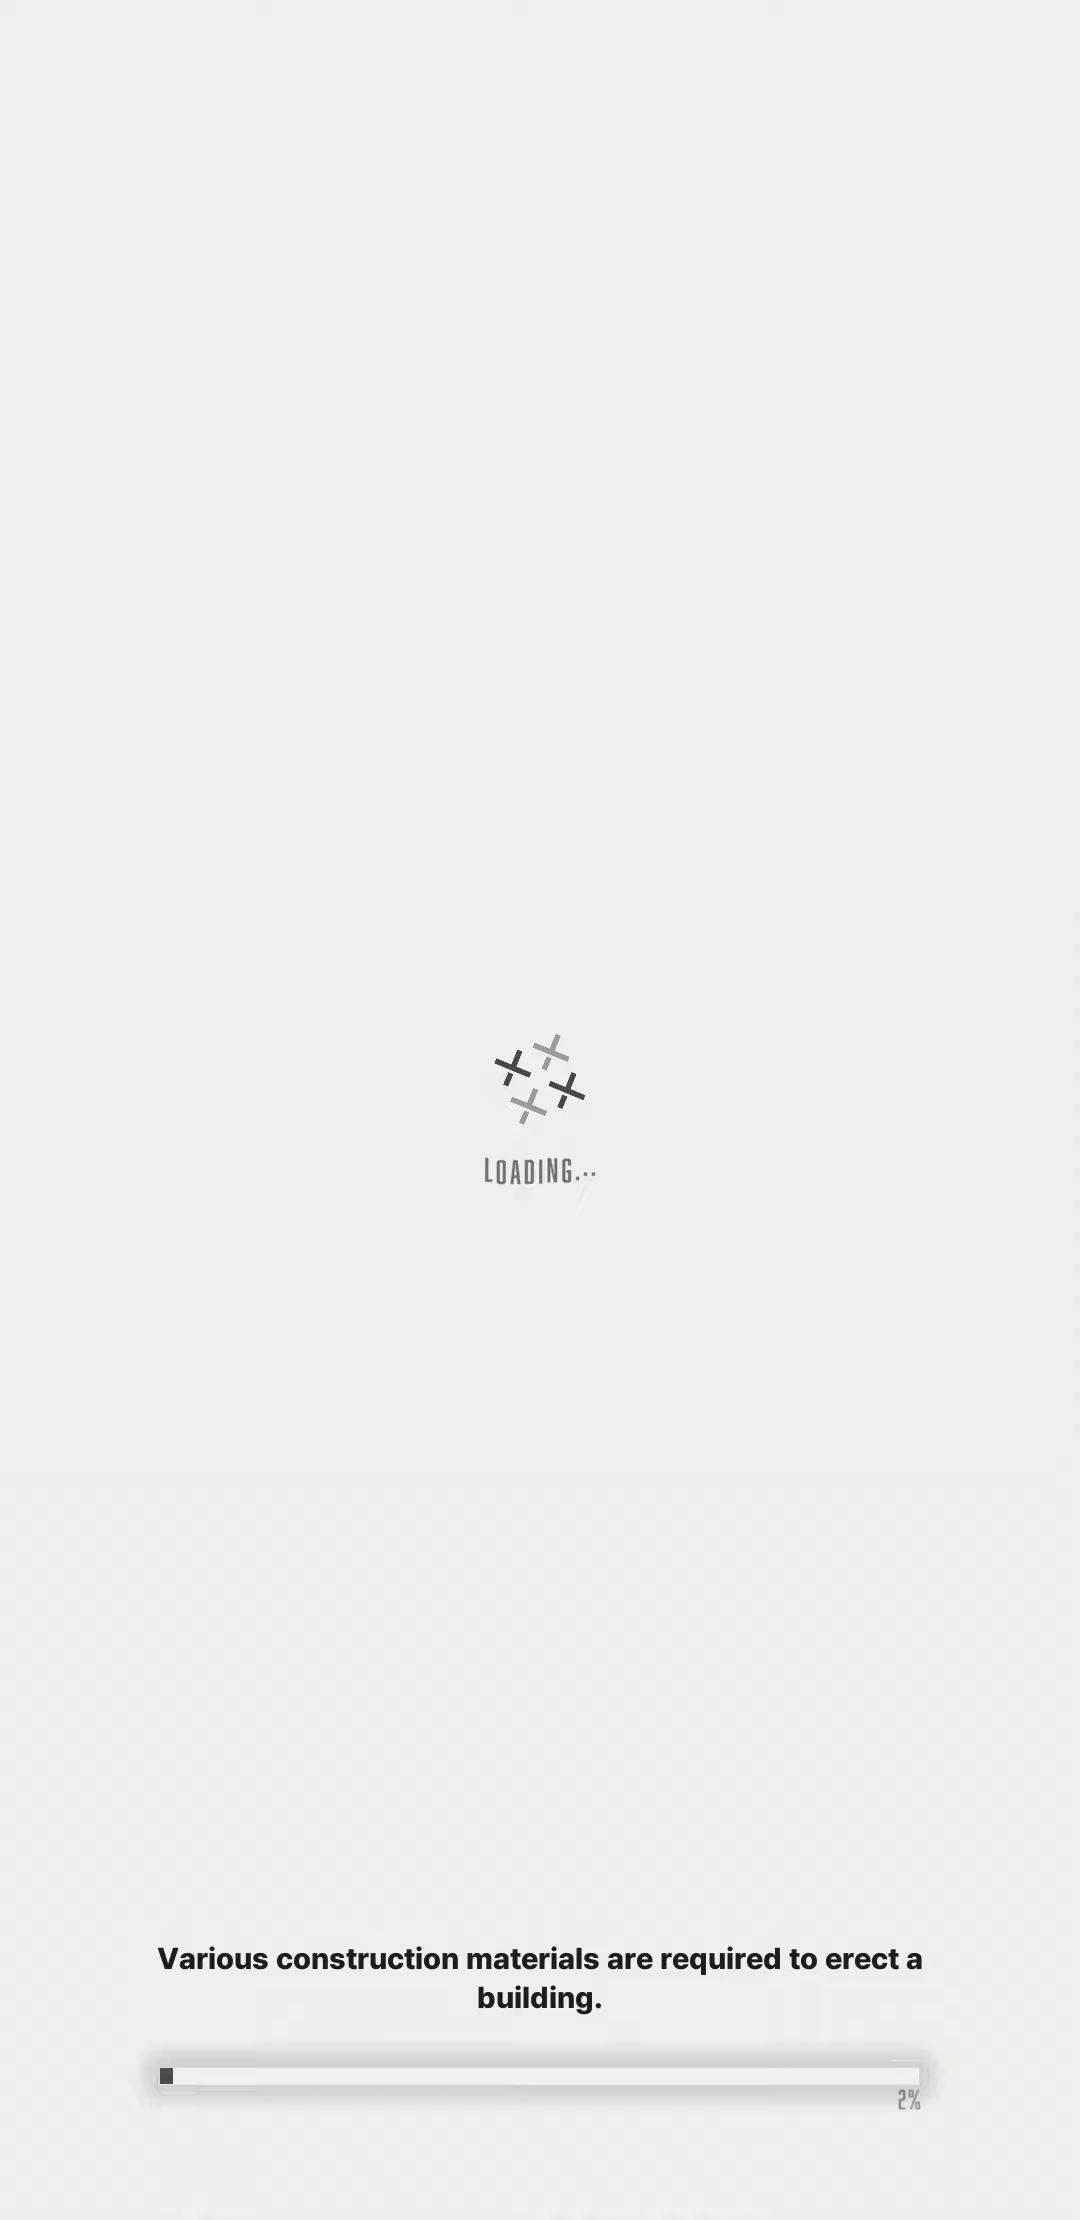 LOADING...
Various construction materials are required to erect a
building.
2%